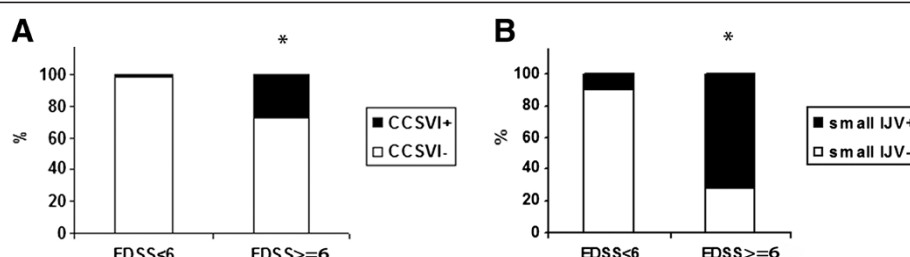 A
*
%
100
80
60
40
20
0
EDSS<6
EDSS>=6
CCSVI+
CCSVI-
B
*
%
100
80
60
40
20
0
EDSS<6
EDSS>=6
small IJV+
small IJV-